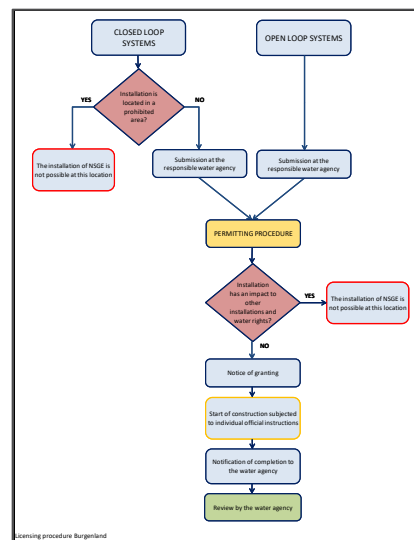 CLOSED LOOP
SYSTEMS
OPEN LOOP SYSTEMS
Installation is
located in a
prohibited
area?
YES
NO
The installation of NSGE is
not possible at this location
Submission at the
responsible water agency
Submission at the
responsible water agency
PERMITTING PROCEDURE
Installation
has an impact to
other
installations and
water rights?
YES
The installation of NSGE is
not possible at this location
NO
Notice of granting
Start of construction subjected
to individual official instructions
Notification of completion to
the water agency
Review by the water agency
Licensing procedure Burgenland